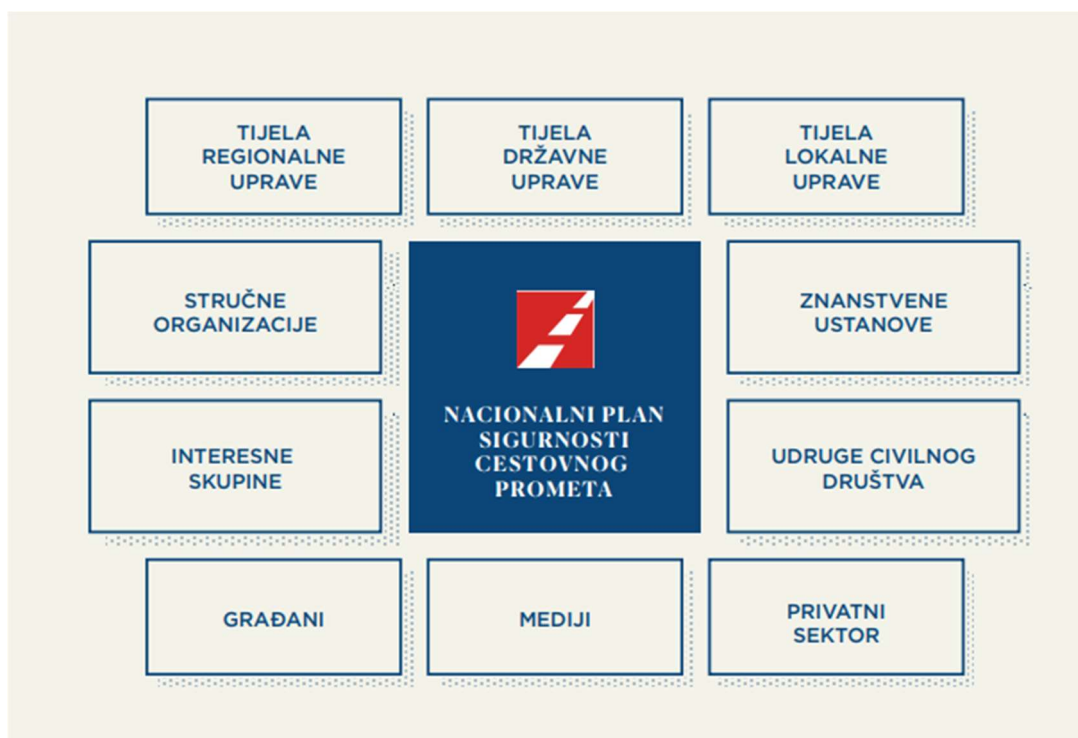 TIJELA
REGIONALNE
UPRAVE
TIJELA
DRŽAVNE
UPRAVE
TIJELA
LOKALNE
UPRAVE
STRUČNE
ORGANIZACIJE
ZNANSTVENE
USTANOVE
NACIONALNI PLAN
SIGURNOSTI
CESTOVNOG
PROMETA
INTERESNE
SKUPINE
UDRUGE CIVILNOG
DRUŠTVA
GRAĐANI
MEDIJI
PRIVATNI
SEKTOR